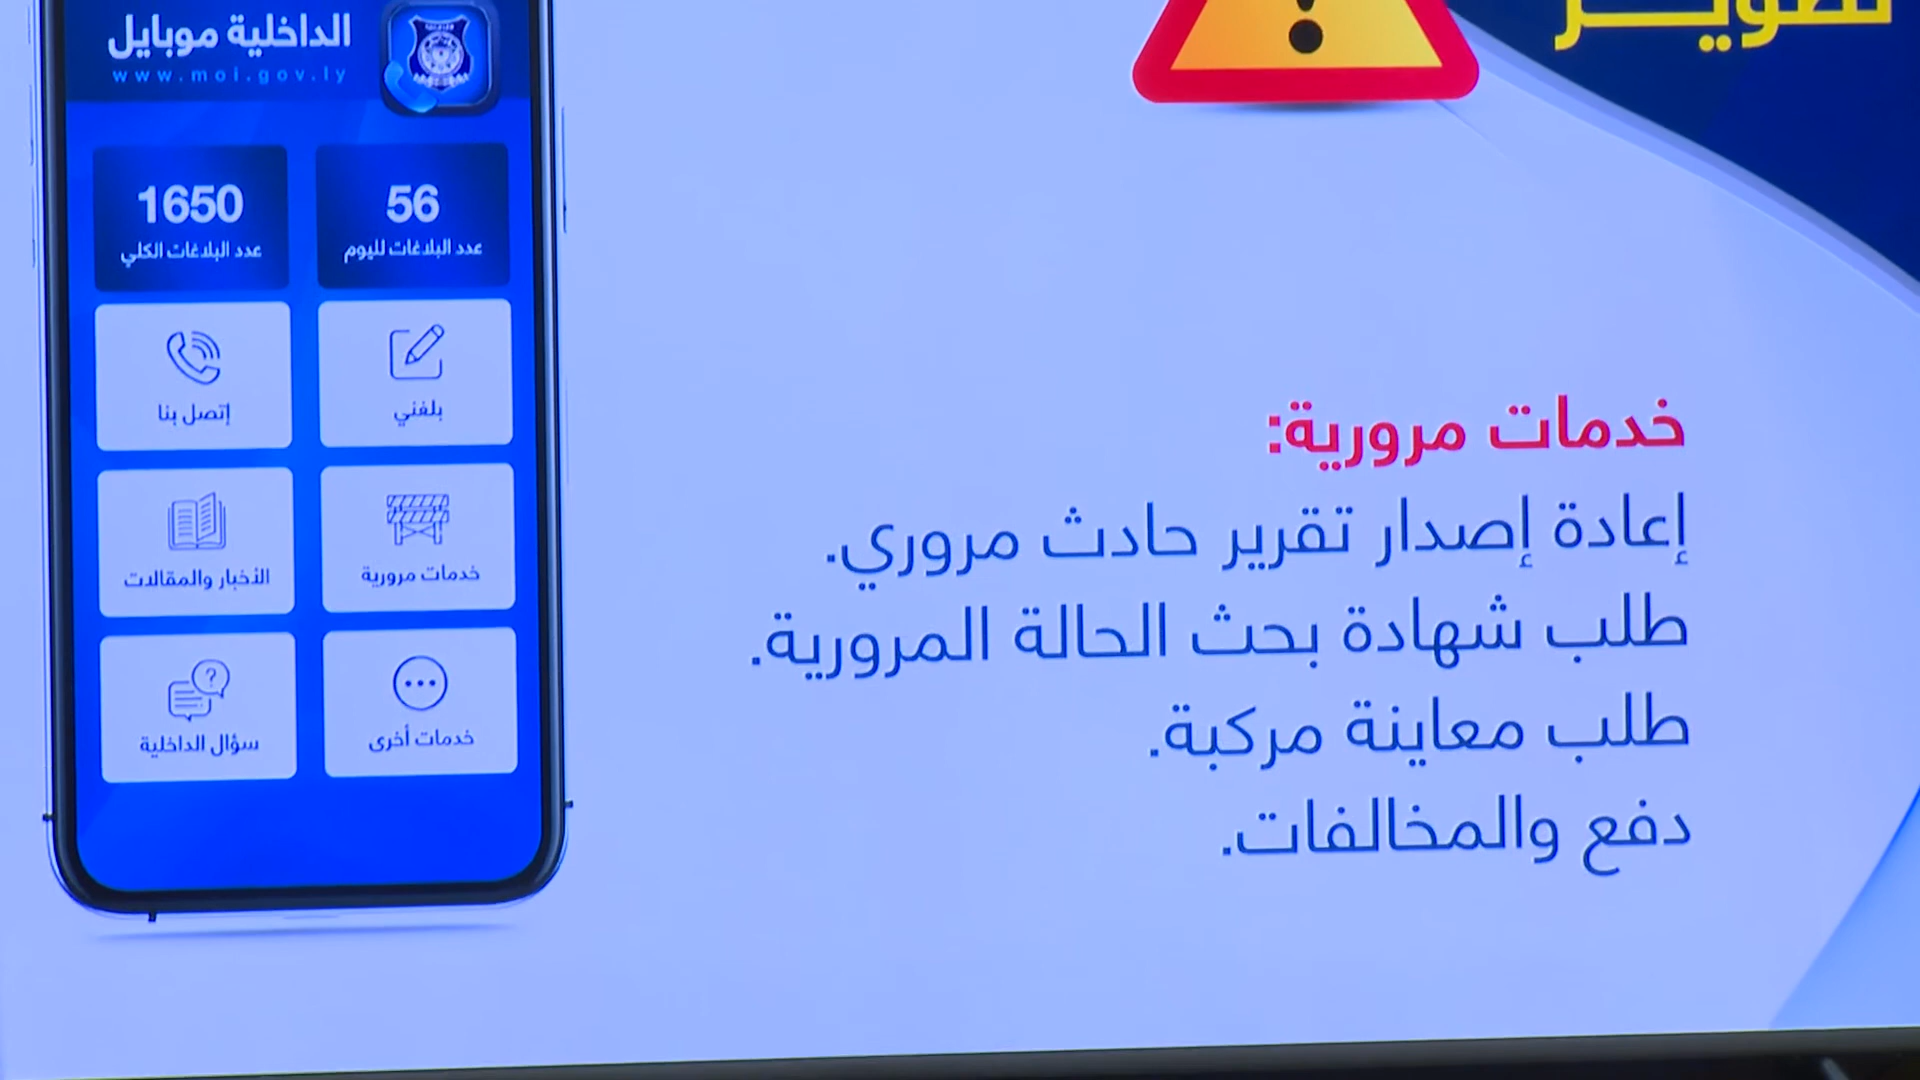 تصويـر
الداخلية موبايل
www.moi.gov.ly
56
عدد البلاغات لليوم
1650
عدد البلاغات الكلي
بلغني
إتصل بنا
خدمات مرورية
الأخبار والمقالات
خدمات أخرى
سؤال الداخلية
خدمات مرورية:
إعادة إصدار تقرير حادث مروري.
طلب شهادة بحث الحالة المرورية.
طلب معاينة مركبة.
دفع والمخالفات.